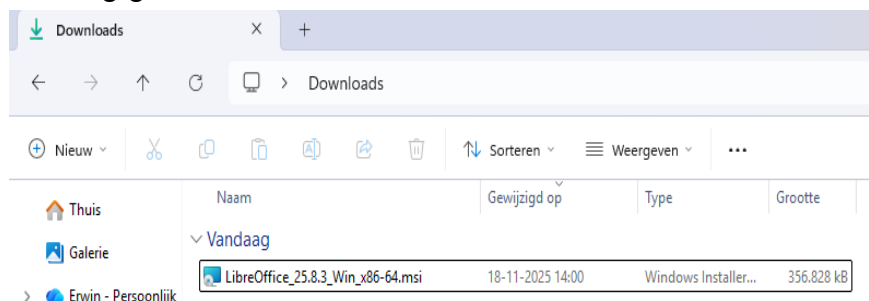 Downloads
Downloads
Nieuw Sorteren Weergeven
Naam Gewijzigd op Type Grootte
Thuis
Vandaag
Galerie
LibreOffice_25.8.3_Win_x86-64.msi 18-11-2025 14:00 Windows Installer... 356.828 kB
Erwin - Persoonlijk